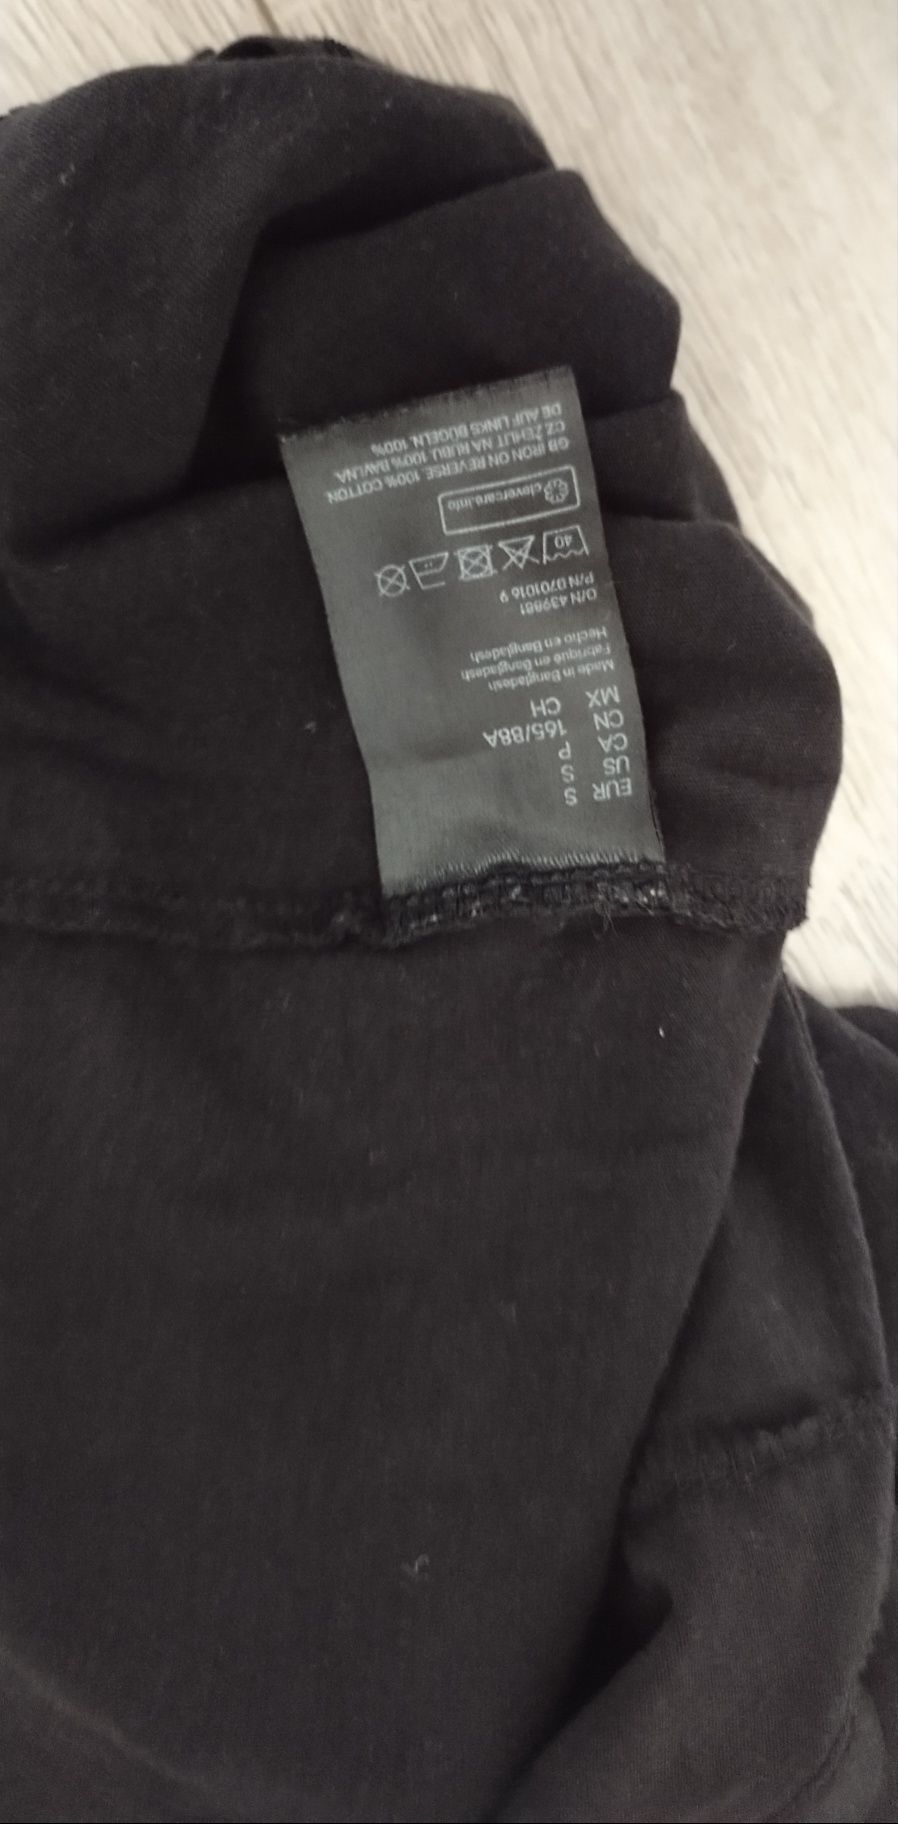 EUR S
US S
CA P
CN 165/88A
MX CH
Made in Bangladesh
Fabriqué en Bangladesh
Hecho en Bangladesh
O/N 439881
P/N 0701016 9
40
clevercare.info
GB IRON ON REVERSE. 100% COTTON
CZ ŽEHLIT NA RUBU. 100% BAVLNA
DE AUF LINKS BÜGELN. 100%